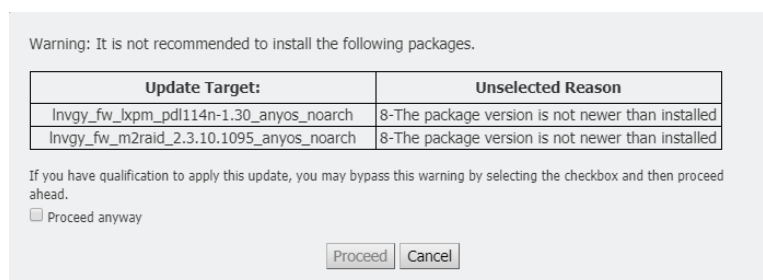 Warning: It is not recommended to install the following packages.
Update Target: Unselected Reason
lnvgy_fw_lxpm_pdl114n-1.30_anyos_noarch 8-The package version is not newer than installed
lnvgy_fw_m2raid_2.3.10.1095_anyos_noarch 8-The package version is not newer than installed
If you have qualification to apply this update, you may bypass this warning by selecting the checkbox and then proceed
ahead.
Proceed anyway
Proceed Cancel